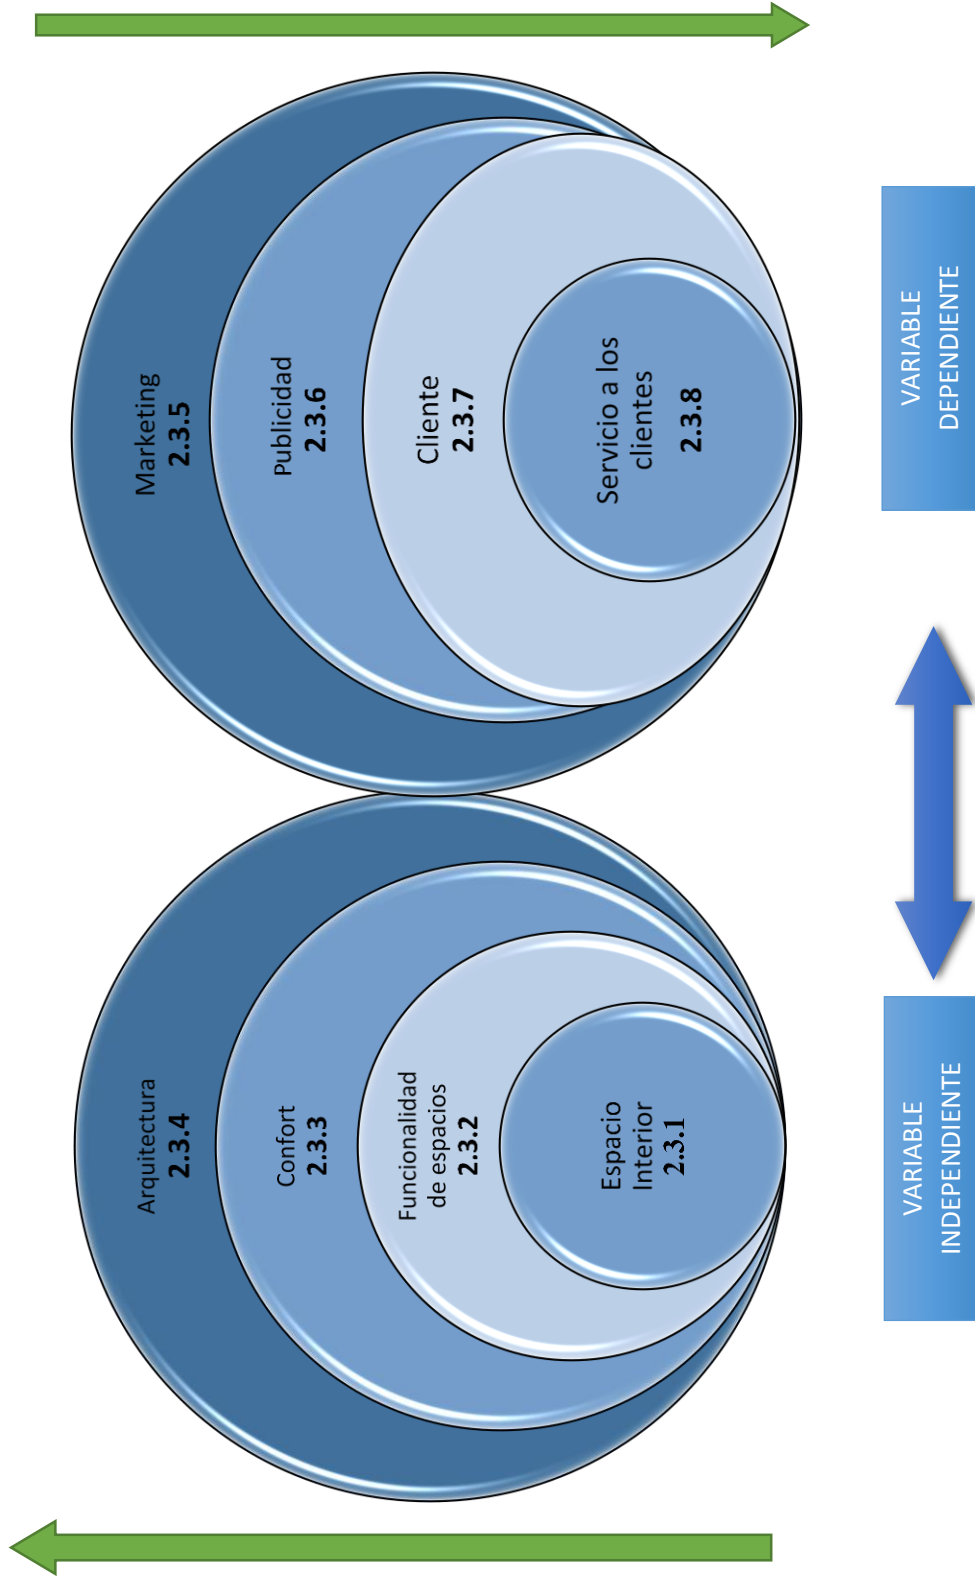 Arquitectura
2.3.4
Confort
2.3.3
Funcionalidad
de espacios
2.3.2
Espacio
Interior
2.3.1
Marketing
2.3.5
Publicidad
2.3.6
Cliente
2.3.7
Servicio a los
clientes
2.3.8
VARIABLE
INDEPENDIENTE
VARIABLE
DEPENDIENTE